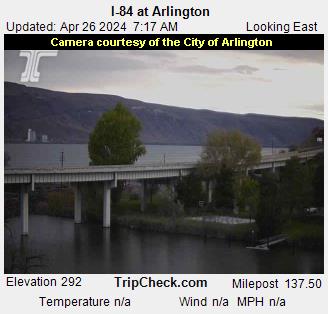 I-84 at Arlington
Updated: Apr 26 2024 7:17 AM Looking East
Camera courtesy of the City of Arlington
Elevation 292 TripCheck.com Milepost 137.50
Temperature n/a Wind n/a MPH n/a